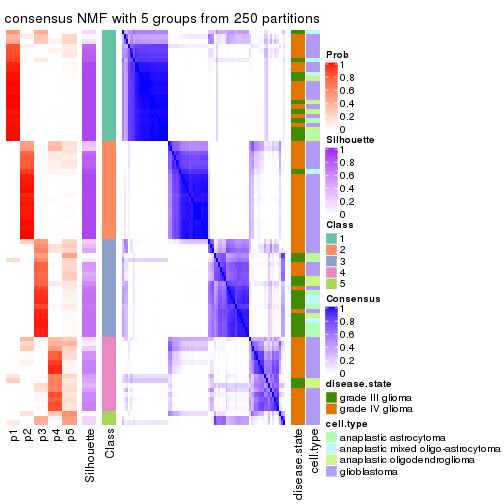 consensus NMF with 5 groups from 250 partitions
Prob
1
0.8
0.6
0.4
0.2
0
Silhouette
1
0.8
0.6
0.4
0.2
0
Class
1
2
3
4
5
Consensus
1
0.8
0.6
0.4
0.2
0
disease.state
grade III glioma
grade IV glioma
cell.type
anaplastic astrocytoma
anaplastic mixed oligo-astrocytoma
anaplastic oligodendroglioma
glioblastoma
p1
p2
p3
p4
p5
Silhouette
Class
disease.state
cell.type